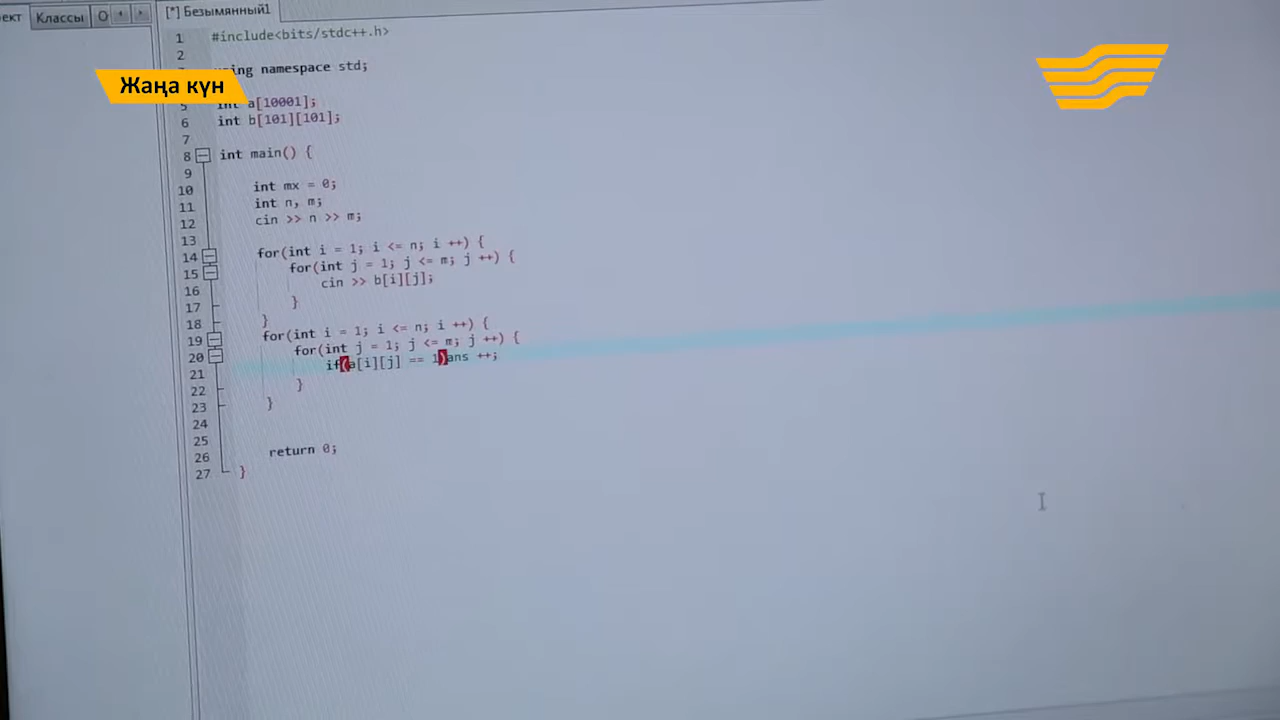 ект Классы О
[*] Безымянный1
1 #include<bits/stdc++.h>
2
using namespace std;
Жаңа күн
5 int a[10001];
6 int b[101][101];
7
8 int main() {
9
10 int mx = 0;
11 int n, m;
12 cin >> n >> m;
13
14 for(int i = 1; i <= n; i ++) {
15 for(int j = 1; j <= m; j ++) {
16 cin >> b[i][j];
17 }
18 }
19 for(int i = 1; i <= n; i ++) {
20 for(int j = 1; j <= m; j ++) {
21 if(a[i][j] == 1)ans ++;
22 }
23 }
24
25
26 return 0;
27 }